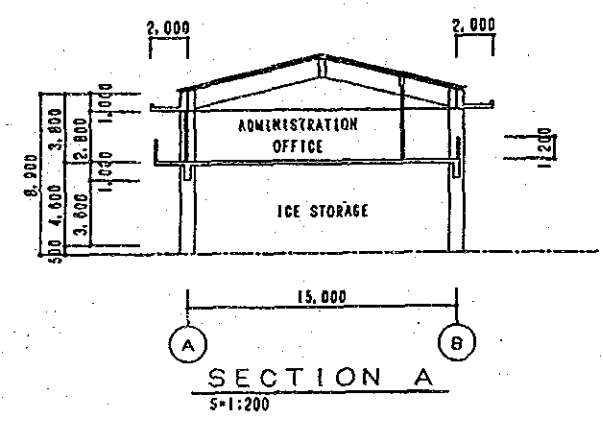 2,000
2,000
ADMINISTRATION
OFFICE
ICE STORAGE
8,900
3,800
4,600
500
1,000
2,800
1,000
3,600
1,200
15,000
A
B
SECTION A
S=1:200